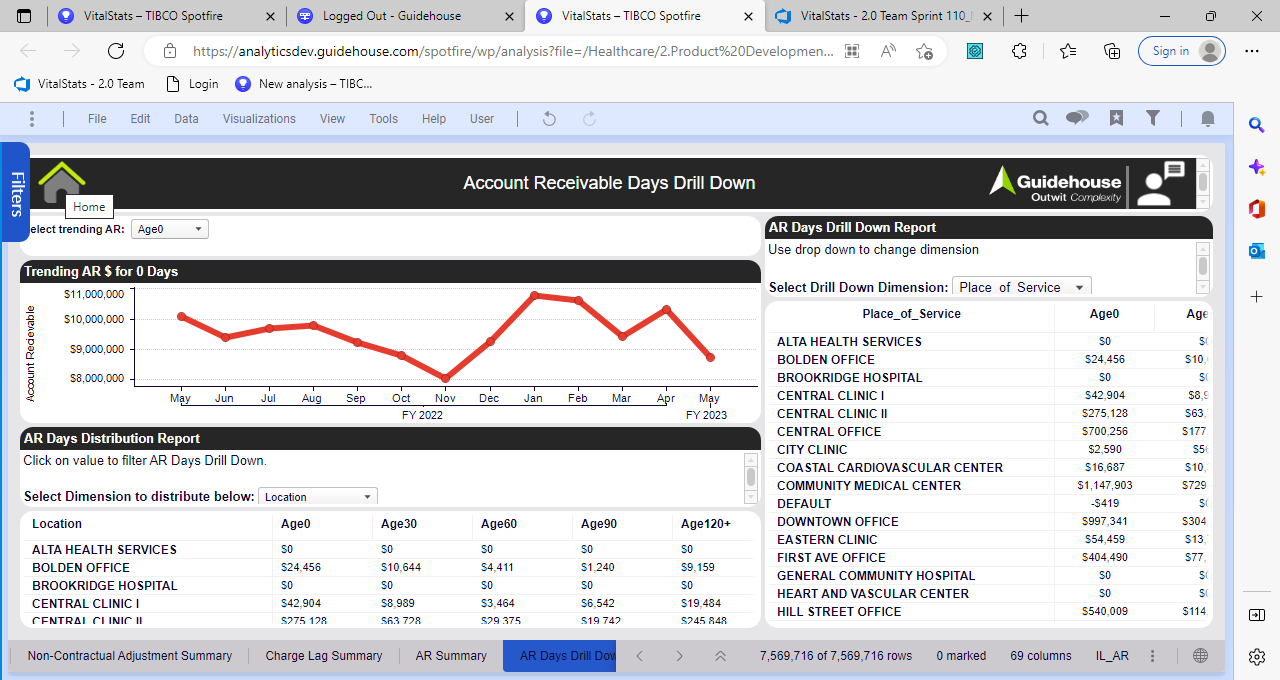 VitalStats – TIBCO Spotfire
Logged Out - Guidehouse
VitalStats – TIBCO Spotfire
VitalStats - 2.0 Team Sprint 110_
https://analyticsdev.guidehouse.com/spotfire/wp/analysis?file=/Healthcare/2.Product%20Developmen...
Sign in
VitalStats - 2.0 Team
Login
New analysis – TIBC...
File Edit Data Visualizations View Tools Help User
Filters
Account Receivable Days Drill Down
Guidehouse
Outwit Complexity
Home
elect trending AR: Age0
Trending AR $ for 0 Days
Account Recievable
$11,000,000
$10,000,000
$9,000,000
$8,000,000
May Jun Jul Aug Sep Oct Nov Dec Jan Feb Mar Apr May
FY 2022 FY 2023
AR Days Distribution Report
Click on value to filter AR Days Drill Down.
Select Dimension to distribute below: Location
Location Age0 Age30 Age60 Age90 Age120+
ALTA HEALTH SERVICES $0 $0 $0 $0 $0
BOLDEN OFFICE $24,456 $10,644 $4,411 $1,240 $9,159
BROOKRIDGE HOSPITAL $0 $0 $0 $0 $0
CENTRAL CLINIC I $42,904 $8,989 $3,464 $6,542 $19,484
CENTRAL CLINIC II $275,128 $63,728 $29,375 $19,742 $245,848
AR Days Drill Down Report
Use drop down to change dimension
Select Drill Down Dimension: Place_of_Service
Place_of_Service Age0 Age
ALTA HEALTH SERVICES $0 $0
BOLDEN OFFICE $24,456 $10,
BROOKRIDGE HOSPITAL $0 $0
CENTRAL CLINIC I $42,904 $8,9
CENTRAL CLINIC II $275,128 $63,
CENTRAL OFFICE $700,256 $177
CITY CLINIC $2,590
COASTAL CARDIOVASCULAR CENTER $16,687 $10,
COMMUNITY MEDICAL CENTER $1,147,903 $729
DEFAULT -$419 $0
DOWNTOWN OFFICE $997,341 $304
EASTERN CLINIC $54,459 $13,
FIRST AVE OFFICE $404,490 $77,
GENERAL COMMUNITY HOSPITAL $0 $0
HEART AND VASCULAR CENTER $0 $0
HILL STREET OFFICE $540,009 $114
Non-Contractual Adjustment Summary Charge Lag Summary AR Summary AR Days Drill Dow 7,569,716 of 7,569,716 rows 0 marked 69 columns IL_AR